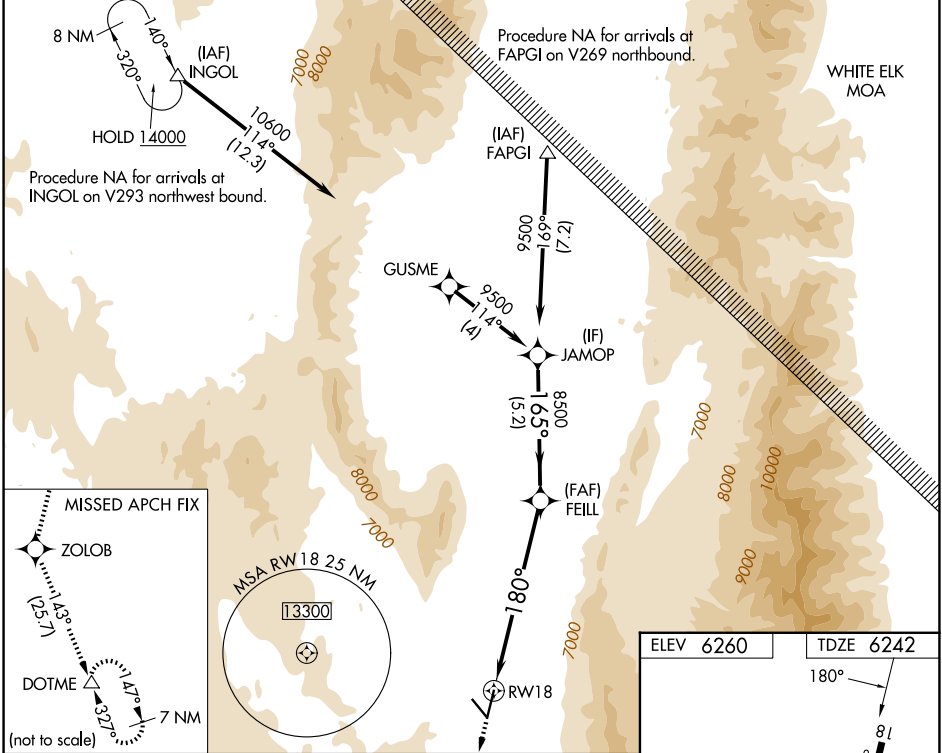 8 NM
140°
320°
(IAF)
INGOL
HOLD 14000
10600
114°
(12.3)
Procedure NA for arrivals at
INGOL on V293 northwest bound.
7000
8000
Procedure NA for arrivals at
FAPGI on V269 northbound.
WHITE ELK
MOA
(IAF)
FAPGI
9500
169°
(7.2)
GUSME
9500
114°
(4)
(IF)
JAMOP
8500
165°
(5.2)
(FAF)
FEILL
180°
RW18
8000
7000
7000
8000
10000
9000
7000
MISSED APCH FIX
ZOLOB
143°
(25.7)
DOTME
147°
327°
7 NM
(not to scale)
MSA RW18 25 NM
13300
ELEV 6260
TDZE 6242
180°
18